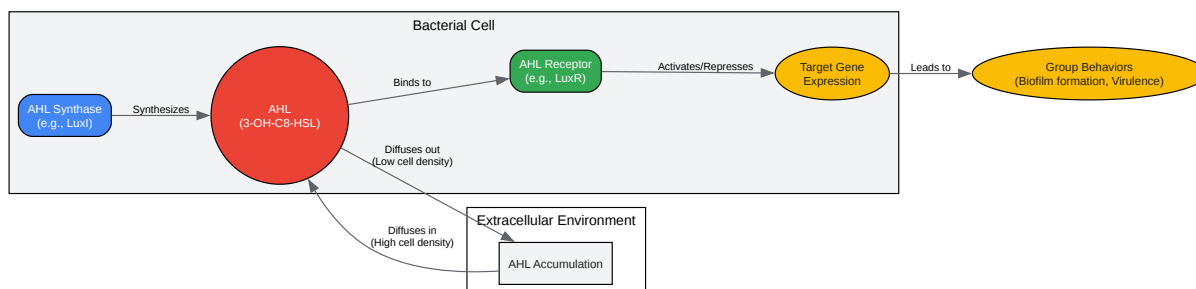 Bacterial Cell
AHL Synthase
(e.g., LuxI)
Synthesizes
AHL
(3-OH-C8-HSL)
Binds to
AHL Receptor
(e.g., LuxR)
Activates/Represses
Target Gene
Expression
Leads to
Group Behaviors
(Biofilm formation, Virulence)
Diffuses out
(Low cell density)
Diffuses in
(High cell density)
Extracellular Environment
AHL Accumulation